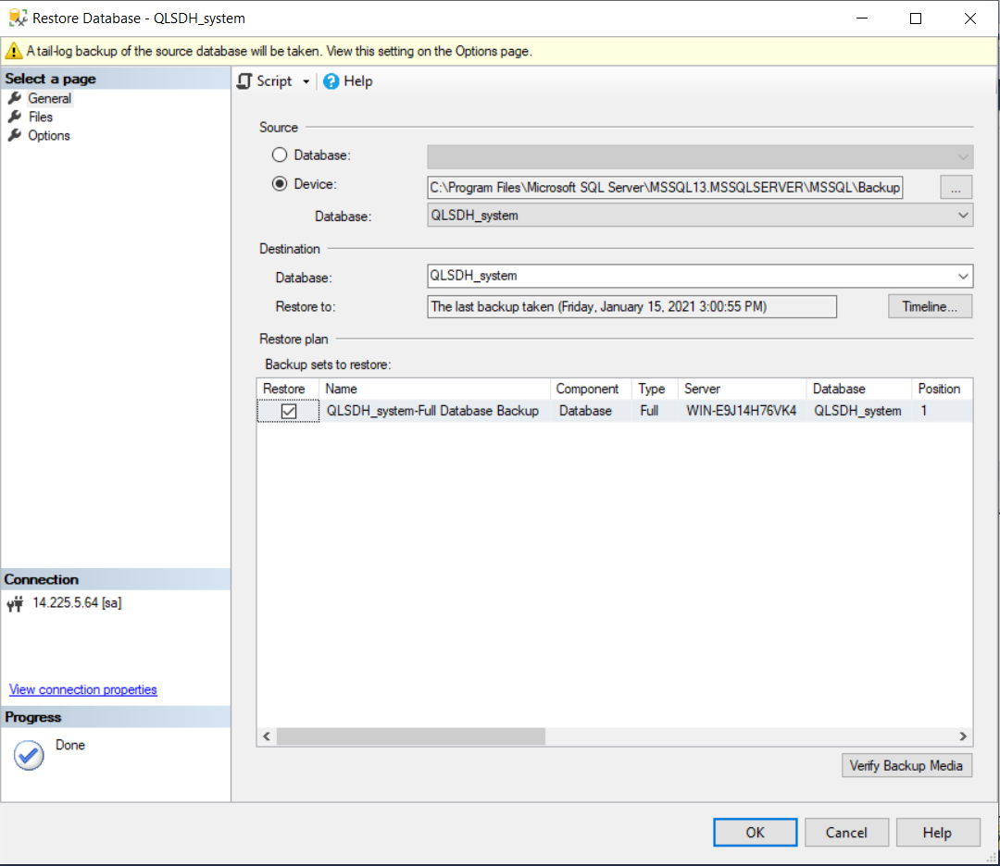 Restore Database - QLSDH_system
A tail-log backup of the source database will be taken. View this setting on the Options page.
Select a page
General
Files
Options
Script
Help
Source
Database:
Device:
C:\Program Files\Microsoft SQL Server\MSSQL13.MSSQLSERVER\MSSQL\Backup
...
Database:
QLSDH_system
Destination
Database:
QLSDH_system
Restore to:
The last backup taken (Friday, January 15, 2021 3:00:55 PM)
Timeline...
Restore plan
Backup sets to restore:
Restore Name Component Type Server Database Position
QLSDH_system-Full Database Backup Database Full WIN-E9J14H76VK4 QLSDH_system 1
Connection
14.225.5.64 [sa]
View connection properties
Progress
Done
Verify Backup Media
OK
Cancel
Help